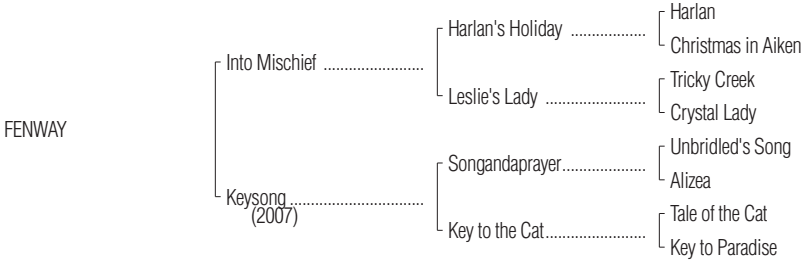 Harlan
Harlan's Holiday ..................
Christmas in Aiken
Into Mischief ........................
Tricky Creek
Leslie's Lady ........................
Crystal Lady
FENWAY
Unbridled's Song
Songandaprayer....................
Alizea
Keysong................................
(2007)
Tale of the Cat
Key to the Cat........................
Key to Paradise